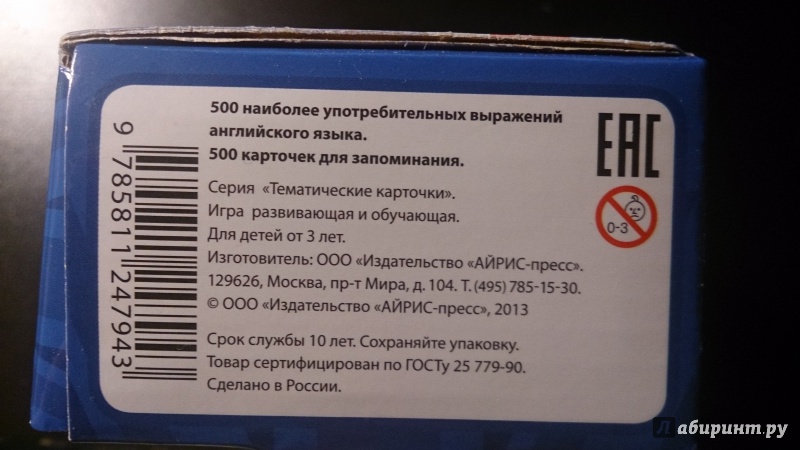 500 наиболее употребительных выражений
английского языка.
500 карточек для запоминания.
Серия «Тематические карточки».
Игра развивающая и обучающая.
Для детей от 3 лет.
Изготовитель: ООО «Издательство «АЙРИС-пресс».
129626, Москва, пр-т Мира, д. 104. Т. (495) 785-15-30.
© ООО «Издательство «АЙРИС-пресс», 2013
Срок службы 10 лет. Сохраняйте упаковку.
Товар сертифицирован по ГОСТу 25 779-90.
Сделано в России.
9 785811 247943
EAC
0-3
Лабиринт.ру